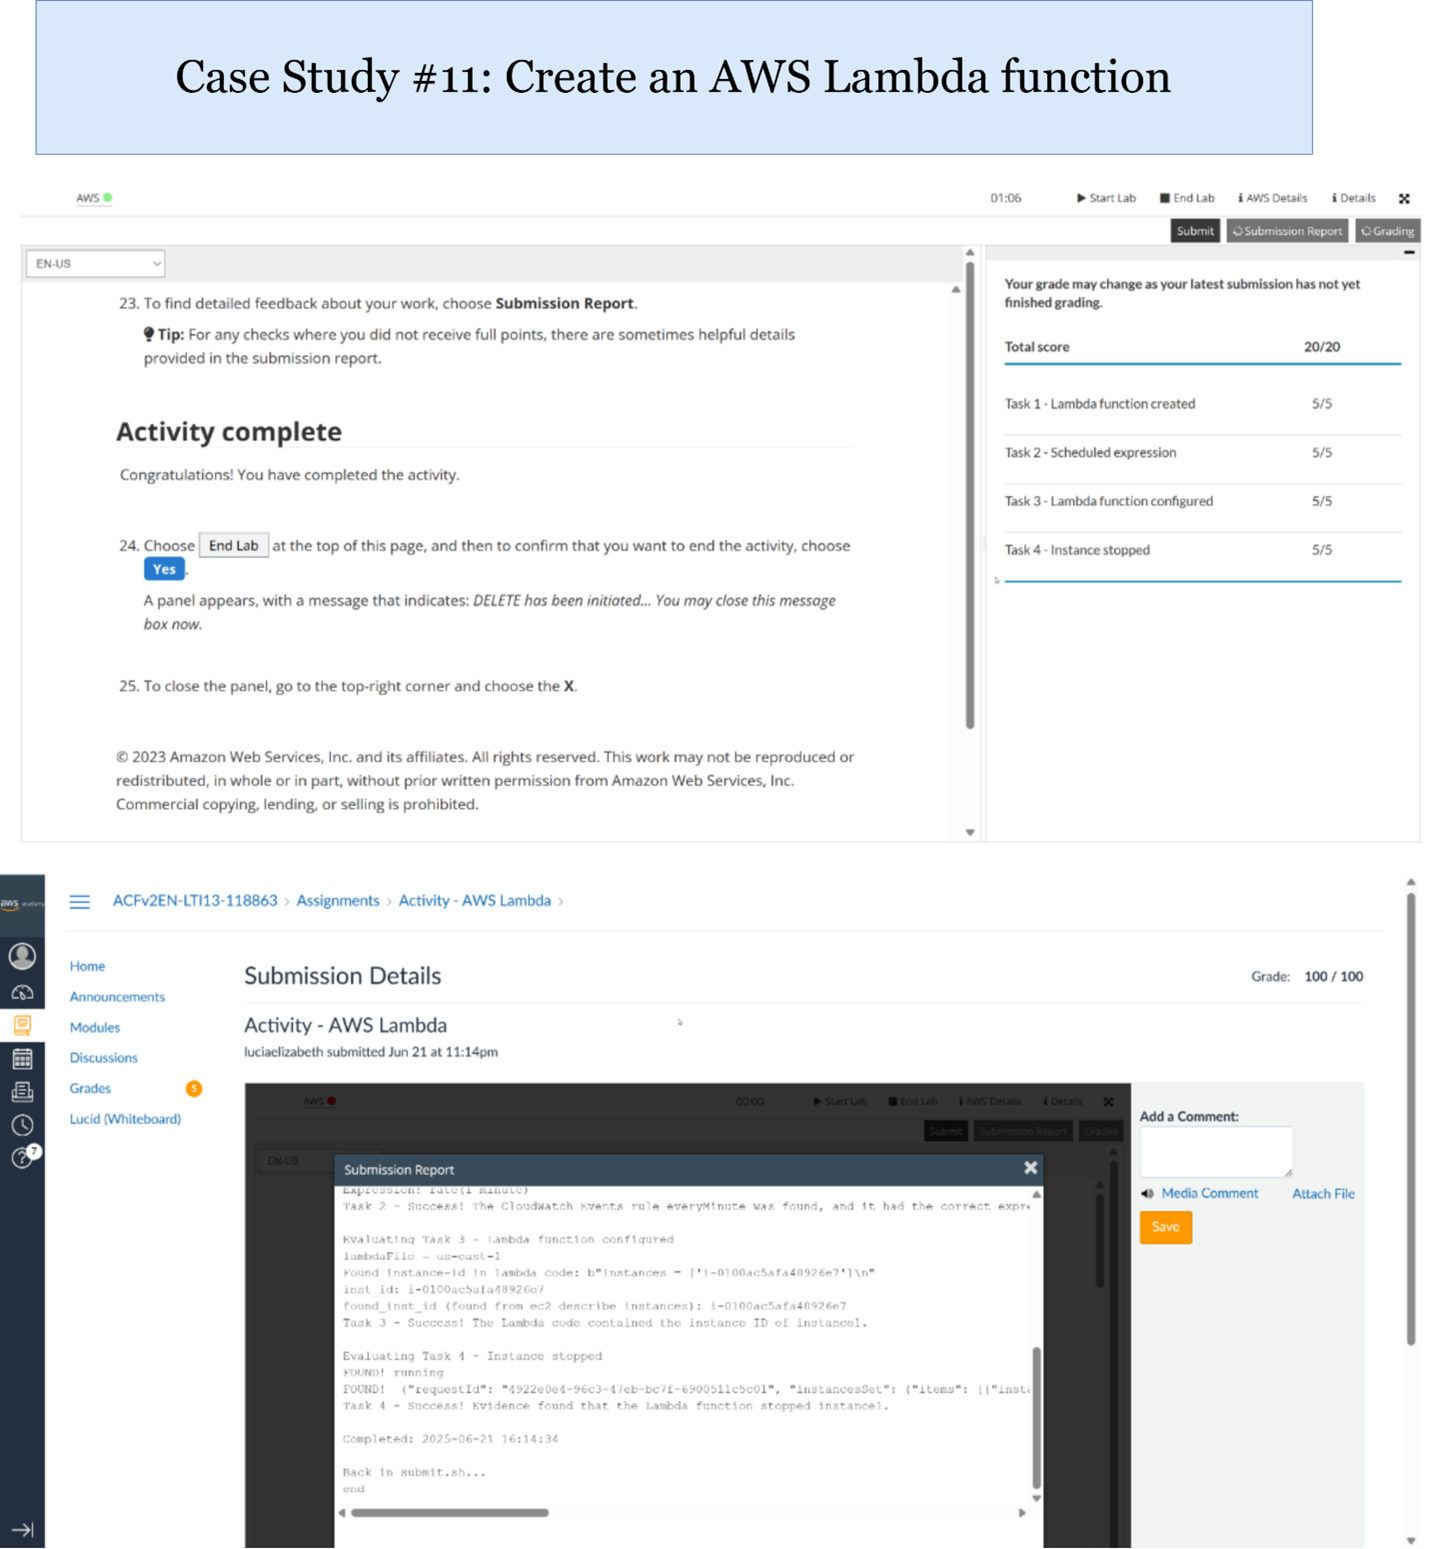 Case Study #11: Create an AWS Lambda function
AWS
01:06 Start Lab End Lab AWS Details Details
Submit Submission Report Grading
EN-US
23. To find detailed feedback about your work, choose Submission Report.
Tip: For any checks where you did not receive full points, there are sometimes helpful details
provided in the submission report.
Activity complete
Congratulations! You have completed the activity.
24. Choose End Lab at the top of this page, and then to confirm that you want to end the activity, choose
Yes.
A panel appears, with a message that indicates: DELETE has been initiated... You may close this message
box now.
25. To close the panel, go to the top-right corner and choose the X.
© 2023 Amazon Web Services, Inc. and its affiliates. All rights reserved. This work may not be reproduced or
redistributed, in whole or in part, without prior written permission from Amazon Web Services, Inc.
Commercial copying, lending, or selling is prohibited.
Your grade may change as your latest submission has not yet
finished grading.
Total score 20/20
Task 1 - Lambda function created 5/5
Task 2 - Scheduled expression 5/5
Task 3 - Lambda function configured 5/5
Task 4 - Instance stopped 5/5
aws academy
ACFv2EN-LTI13-118863 > Assignments > Activity - AWS Lambda >
Home
Announcements
Modules
Discussions
Grades 5
Lucid (Whiteboard)
7
Submission Details
Grade: 100 / 100
Activity - AWS Lambda
luciaelizabeth submitted Jun 21 at 11:14pm
AWS
00:00 Start Lab End Lab AWS Details Details
Submit Submission Report Grades
EN-US
Submission Report
Expression: rate(1 minute)
Task 2 - Success! The CloudWatch Events rule everyMinute was found, and it had the correct expre
Evaluating Task 3 - Lambda function configured
lambdaFile = us-east-1
Found instance-id in lambda code: b"instances = ['i-0100ac5afa48926e7']\n"
inst_id: i-0100ac5afa48926e7
found_inst_id (found from ec2 describe instances): i-0100ac5afa48926e7
Task 3 - Success! The Lambda code contained the instance ID of instance1.
Evaluating Task 4 - Instance stopped
FOUND! running
FOUND! {"requestId": "4922e0e4-96c3-47eb-bc7f-6900511c5c01", "instancesSet": {"items": [{"insta
Task 4 - Success! Evidence found that the Lambda function stopped instance1.
Completed: 2025-06-21 16:14:34
Back in submit.sh...
end
Add a Comment:
Media Comment Attach File
Save